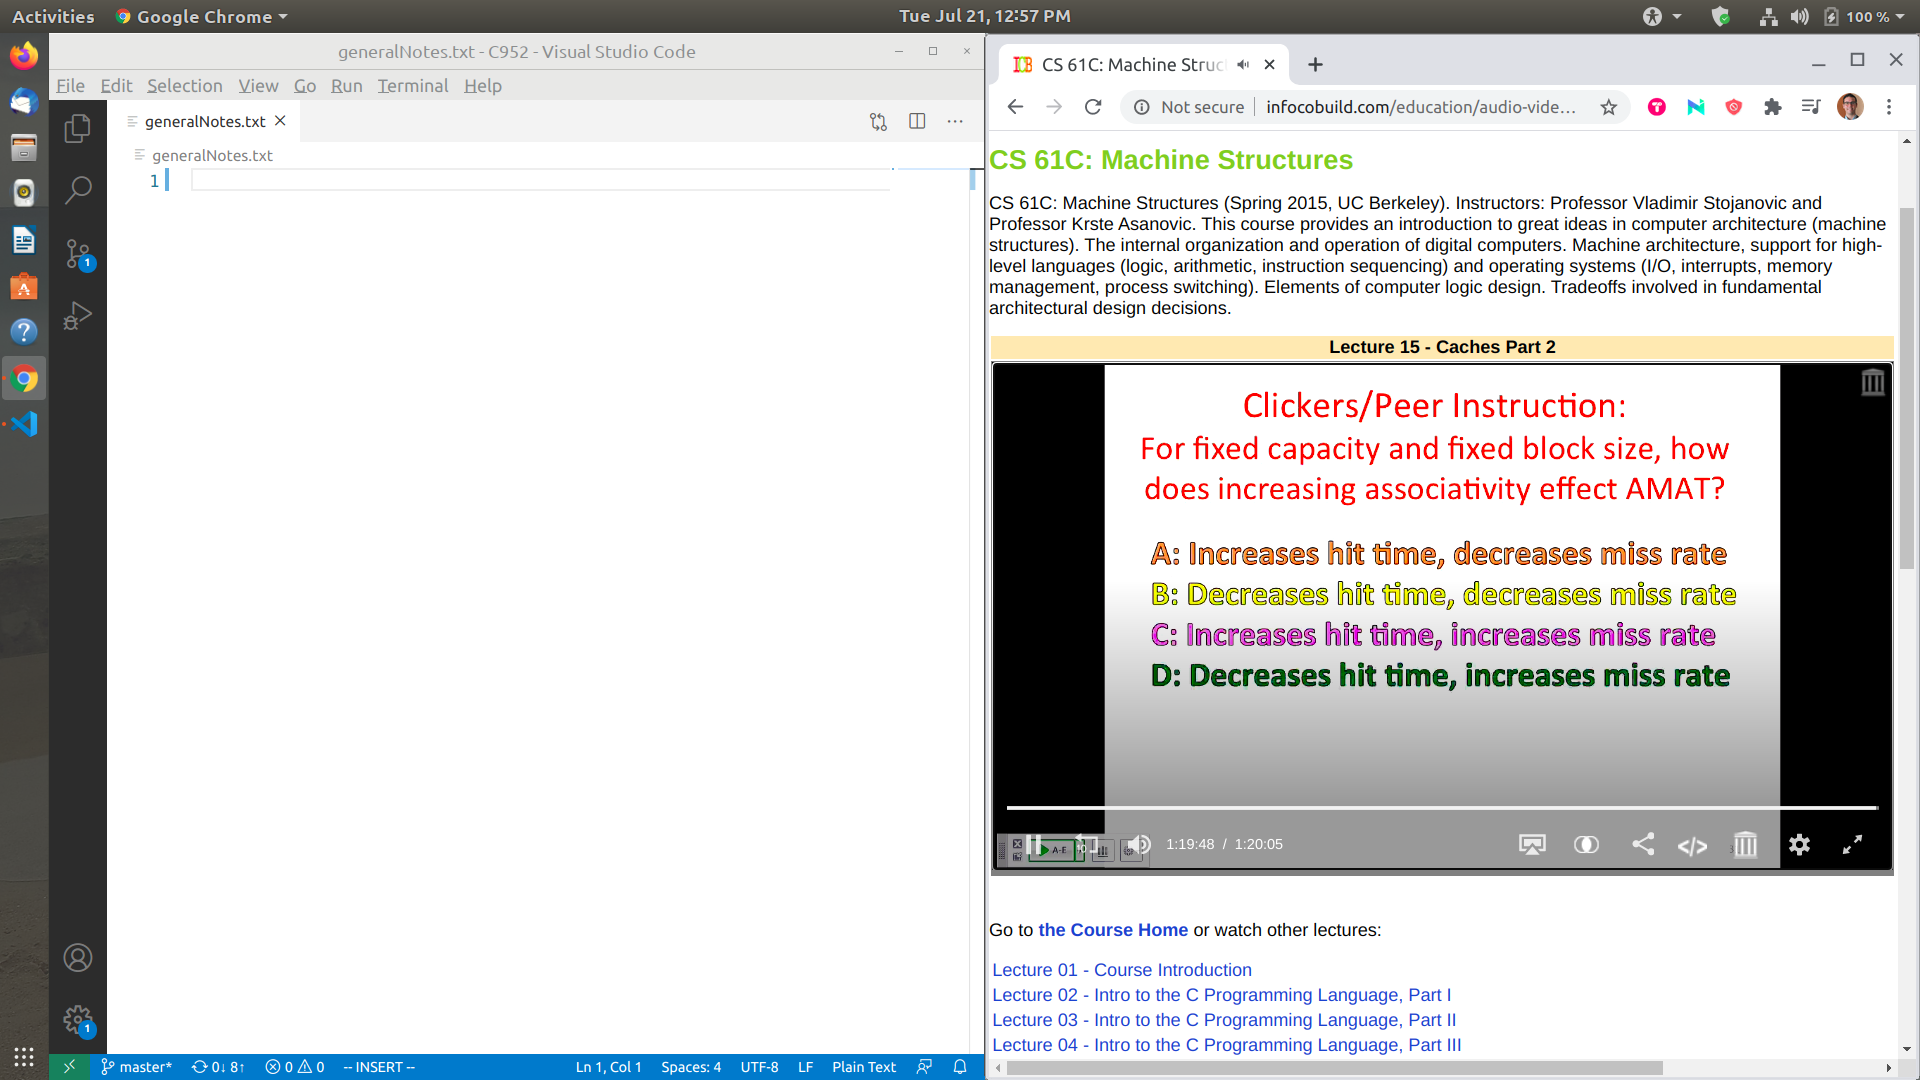 Activities
Google Chrome
Tue Jul 21, 12:57 PM
100 %
generalNotes.txt - C952 - Visual Studio Code
File Edit Selection View Go Run Terminal Help
generalNotes.txt
generalNotes.txt
1
1
1
master*
0↓ 8↑
0 0
-- INSERT --
Ln 1, Col 1
Spaces: 4
UTF-8
LF
Plain Text
CS 61C: Machine Struc
Not secure
infocobuild.com/education/audio-vide...
CS 61C: Machine Structures
CS 61C: Machine Structures (Spring 2015, UC Berkeley). Instructors: Professor Vladimir Stojanovic and
Professor Krste Asanovic. This course provides an introduction to great ideas in computer architecture (machine
structures). The internal organization and operation of digital computers. Machine architecture, support for high-
level languages (logic, arithmetic, instruction sequencing) and operating systems (I/O, interrupts, memory
management, process switching). Elements of computer logic design. Tradeoffs involved in fundamental
architectural design decisions.
Lecture 15 - Caches Part 2
Clickers/Peer Instruction:
For fixed capacity and fixed block size, how
does increasing associativity effect AMAT?
A: Increases hit time, decreases miss rate
B: Decreases hit time, decreases miss rate
C: Increases hit time, increases miss rate
D: Decreases hit time, increases miss rate
A-E
10
1:19:48 / 1:20:05
Go to the Course Home or watch other lectures:
Lecture 01 - Course Introduction
Lecture 02 - Intro to the C Programming Language, Part I
Lecture 03 - Intro to the C Programming Language, Part II
Lecture 04 - Intro to the C Programming Language, Part III